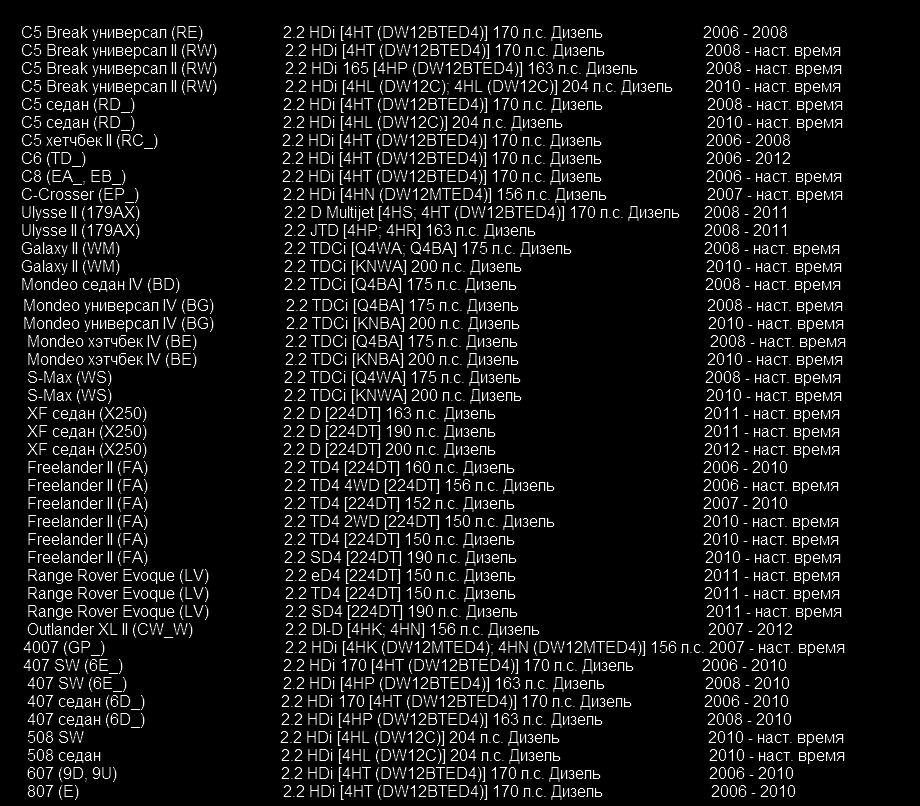 C5 Break универсал (RE) 2.2 HDi [4HT (DW12BTED4)] 170 л.с. Дизель 2006 - 2008
C5 Break универсал II (RW) 2.2 HDi [4HT (DW12BTED4)] 170 л.с. Дизель 2008 - наст. время
C5 Break универсал II (RW) 2.2 HDi 165 [4HP (DW12BTED4)] 163 л.с. Дизель 2008 - наст. время
C5 Break универсал II (RW) 2.2 HDi [4HL (DW12C); 4HL (DW12C)] 204 л.с. Дизель 2010 - наст. время
C5 седан (RD_) 2.2 HDi [4HT (DW12BTED4)] 170 л.с. Дизель 2008 - наст. время
C5 седан (RD_) 2.2 HDi [4HL (DW12C)] 204 л.с. Дизель 2010 - наст. время
C5 хетчбек II (RC_) 2.2 HDi [4HT (DW12BTED4)] 170 л.с. Дизель 2006 - 2008
C6 (TD_) 2.2 HDi [4HT (DW12BTED4)] 170 л.с. Дизель 2006 - 2012
C8 (EA_, EB_) 2.2 HDi [4HT (DW12BTED4)] 170 л.с. Дизель 2006 - наст. время
C-Crosser (EP_) 2.2 HDi [4HN (DW12MTED4)] 156 л.с. Дизель 2007 - наст. время
Ulysse II (179AX) 2.2 D Multijet [4HS; 4HT (DW12BTED4)] 170 л.с. Дизель 2008 - 2011
Ulysse II (179AX) 2.2 JTD [4HP; 4HR] 163 л.с. Дизель 2008 - 2011
Galaxy II (WM) 2.2 TDCi [Q4WA; Q4BA] 175 л.с. Дизель 2008 - наст. время
Galaxy II (WM) 2.2 TDCi [KNWA] 200 л.с. Дизель 2010 - наст. время
Mondeo седан IV (BD) 2.2 TDCi [Q4BA] 175 л.с. Дизель 2008 - наст. время
Mondeo универсал IV (BG) 2.2 TDCi [Q4BA] 175 л.с. Дизель 2008 - наст. время
Mondeo универсал IV (BG) 2.2 TDCi [KNBA] 200 л.с. Дизель 2010 - наст. время
Mondeo хэтчбек IV (BE) 2.2 TDCi [Q4BA] 175 л.с. Дизель 2008 - наст. время
Mondeo хэтчбек IV (BE) 2.2 TDCi [KNBA] 200 л.с. Дизель 2010 - наст. время
S-Max (WS) 2.2 TDCi [Q4WA] 175 л.с. Дизель 2008 - наст. время
S-Max (WS) 2.2 TDCi [KNWA] 200 л.с. Дизель 2010 - наст. время
XF седан (X250) 2.2 D [224DT] 163 л.с. Дизель 2011 - наст. время
XF седан (X250) 2.2 D [224DT] 190 л.с. Дизель 2011 - наст. время
XF седан (X250) 2.2 D [224DT] 200 л.с. Дизель 2012 - наст. время
Freelander II (FA) 2.2 TD4 [224DT] 160 л.с. Дизель 2006 - 2010
Freelander II (FA) 2.2 TD4 4WD [224DT] 156 л.с. Дизель 2006 - наст. время
Freelander II (FA) 2.2 TD4 [224DT] 152 л.с. Дизель 2007 - 2010
Freelander II (FA) 2.2 TD4 2WD [224DT] 150 л.с. Дизель 2010 - наст. время
Freelander II (FA) 2.2 TD4 [224DT] 150 л.с. Дизель 2010 - наст. время
Freelander II (FA) 2.2 SD4 [224DT] 190 л.с. Дизель 2010 - наст. время
Range Rover Evoque (LV) 2.2 eD4 [224DT] 150 л.с. Дизель 2011 - наст. время
Range Rover Evoque (LV) 2.2 TD4 [224DT] 150 л.с. Дизель 2011 - наст. время
Range Rover Evoque (LV) 2.2 SD4 [224DT] 190 л.с. Дизель 2011 - наст. время
Outlander XL II (CW_W) 2.2 DI-D [4HK; 4HN] 156 л.с. Дизель 2007 - 2012
4007 (GP_) 2.2 HDi [4HK (DW12MTED4); 4HN (DW12MTED4)] 156 л.с. 2007 - наст. время
407 SW (6E_) 2.2 HDi 170 [4HT (DW12BTED4)] 170 л.с. Дизель 2006 - 2010
407 SW (6E_) 2.2 HDi [4HP (DW12BTED4)] 163 л.с. Дизель 2008 - 2010
407 седан (6D_) 2.2 HDi 170 [4HT (DW12BTED4)] 170 л.с. Дизель 2006 - 2010
407 седан (6D_) 2.2 HDi [4HP (DW12BTED4)] 163 л.с. Дизель 2008 - 2010
508 SW 2.2 HDi [4HL (DW12C)] 204 л.с. Дизель 2010 - наст. время
508 седан 2.2 HDi [4HL (DW12C)] 204 л.с. Дизель 2010 - наст. время
607 (9D, 9U) 2.2 HDi [4HT (DW12BTED4)] 170 л.с. Дизель 2006 - 2010
807 (E) 2.2 HDi [4HT (DW12BTED4)] 170 л.с. Дизель 2006 - 2010